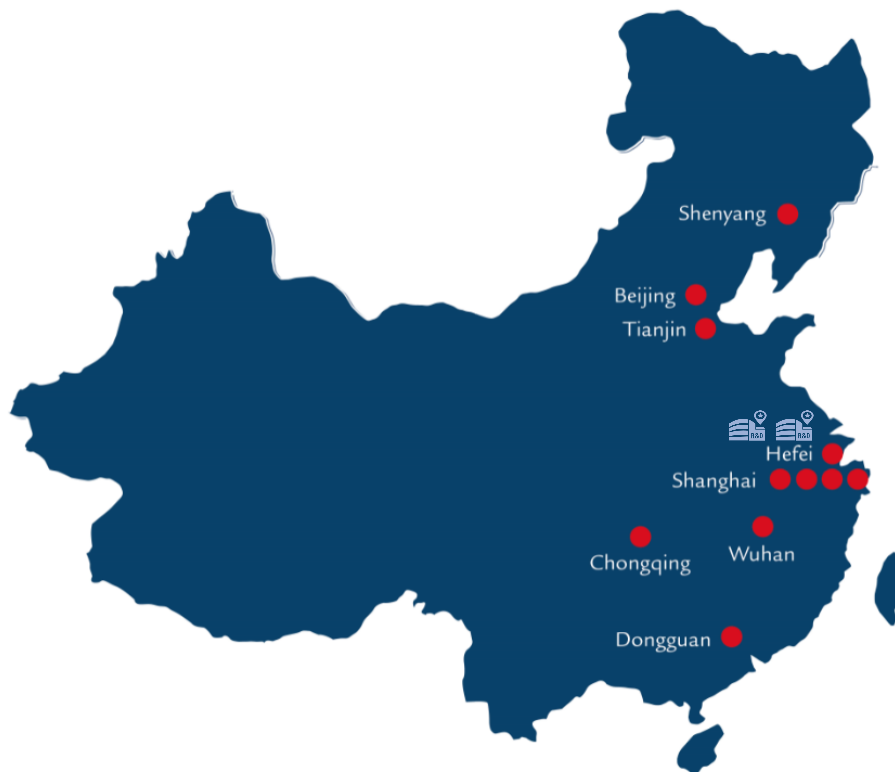 Shenyang
Beijing
Tianjin
R&D R&D
Hefei
Shanghai
Wuhan
Chongqing
Dongguan